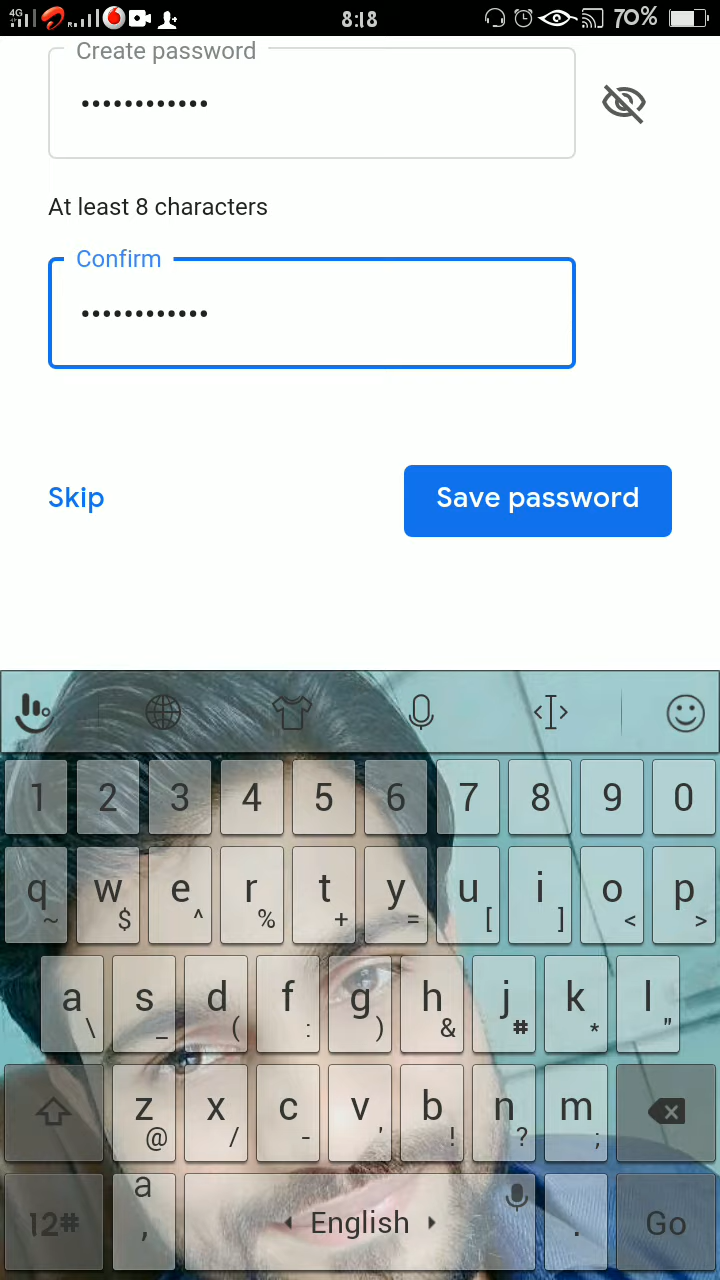 4G R 8:18 70%
Create password
••••••••••••
At least 8 characters
Confirm
••••••••••••
Skip Save password
1 2 3 4 5 6 7 8 9 0
q w e r t y u i o p
~ $ ^ % + = [ ] < >
a s d f g h j k l
\ _ ( : ) & # * "
z x c v b n m
@ / - ' ! ? ;
12# a , English . Go